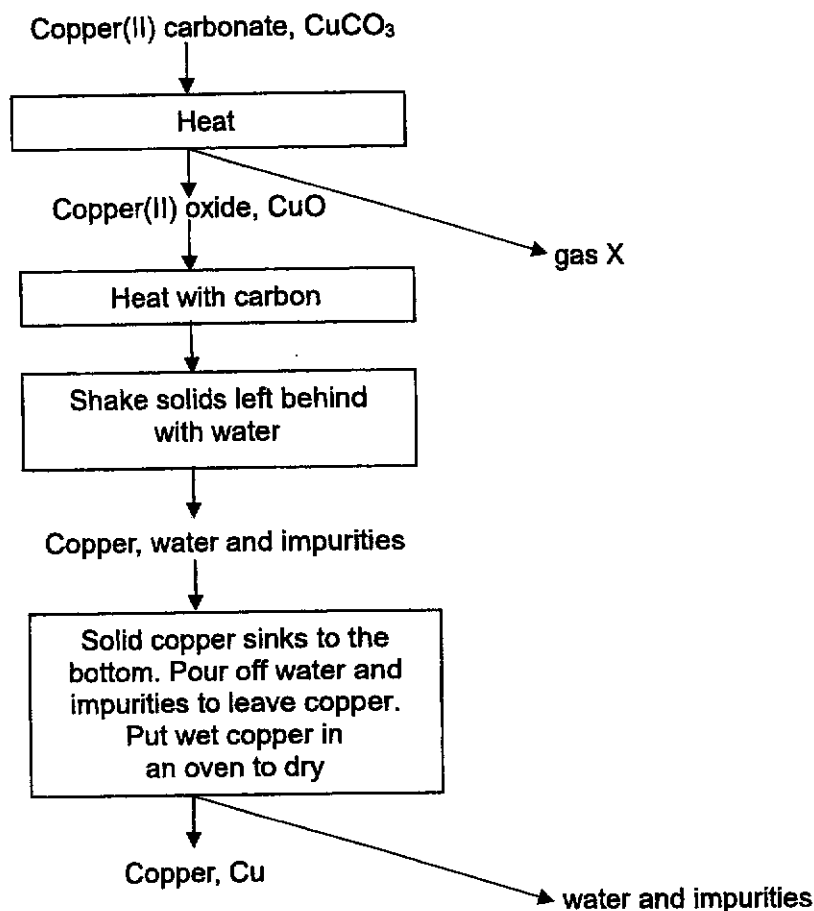 Copper(II) carbonate, CuCO₃
Heat
Copper(II) oxide, CuO
gas X
Heat with carbon
Shake solids left behind
with water
Copper, water and impurities
Solid copper sinks to the
bottom. Pour off water and
impurities to leave copper.
Put wet copper in
an oven to dry
Copper, Cu
water and impurities